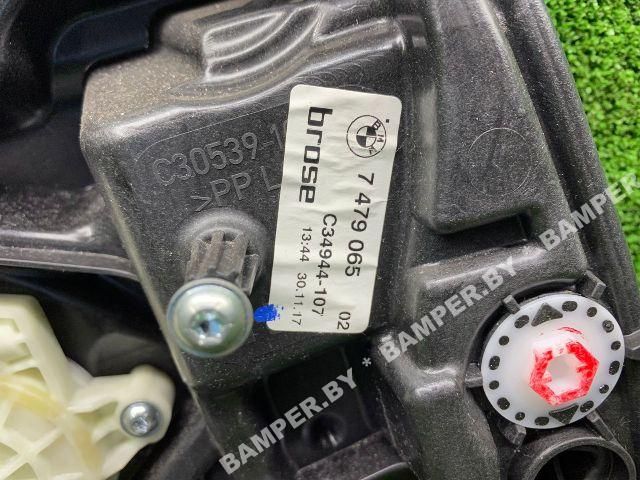 C30539-1
>PP L
BMW
brose
7 479 065
C34944-107 02
13:44 30.11.17
BAMPER.BY * BAMPER.BY * BAMPER.BY